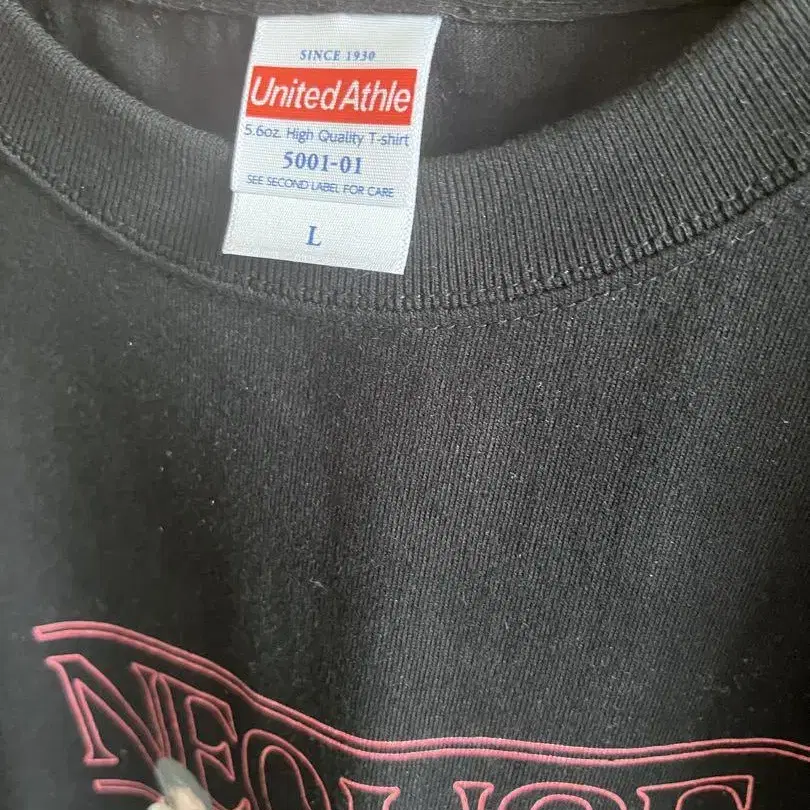 SINCE 1930
United Athle
5.6oz. High Quality T-shirt
5001-01
SEE SECOND LABEL FOR CARE
L